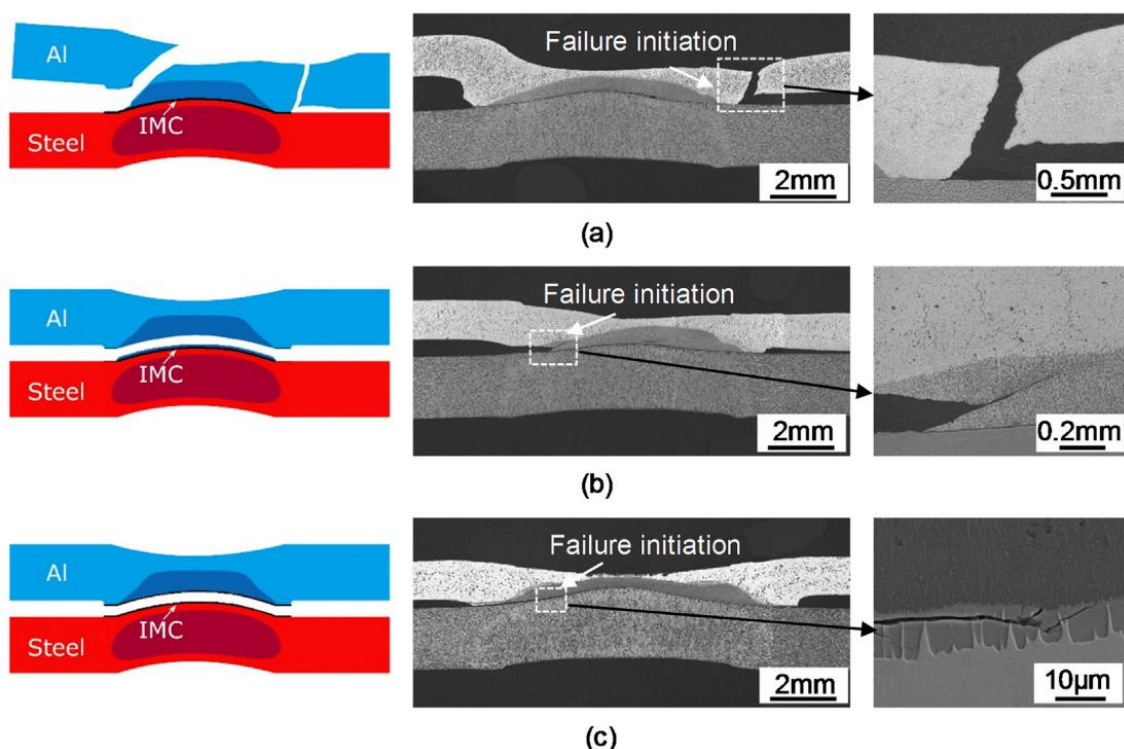 Al
IMC
Steel
Failure initiation
2mm
0.5mm
(a)
Al
IMC
Steel
Failure initiation
2mm
0.2mm
(b)
Al
IMC
Steel
Failure initiation
2mm
10μm
(c)